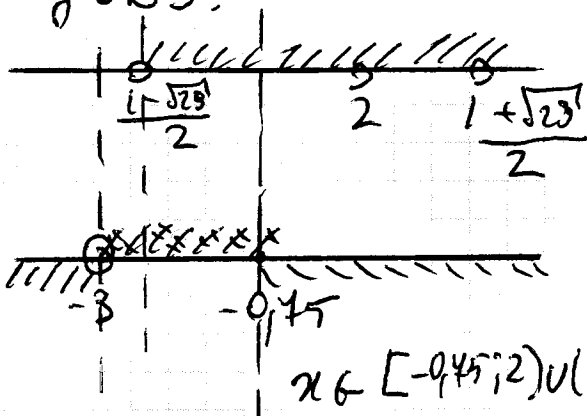 1-√29/2 2 1+√29/2
-3 -0,75
x ∈ [-0,75; 2) ∪ (